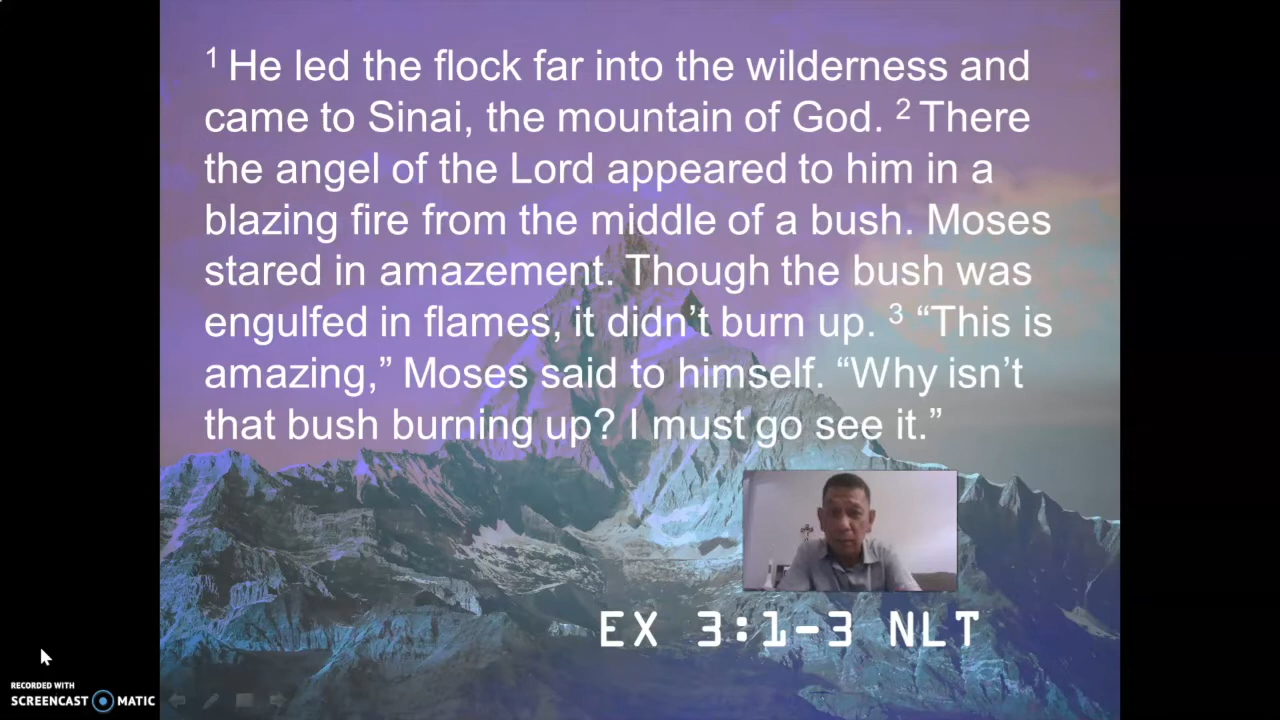 1 He led the flock far into the wilderness and
came to Sinai, the mountain of God. 2 There
the angel of the Lord appeared to him in a
blazing fire from the middle of a bush. Moses
stared in amazement. Though the bush was
engulfed in flames, it didn’t burn up. 3 “This is
amazing,” Moses said to himself. “Why isn’t
that bush burning up? I must go see it.”
EX 3:1-3 NLT
RECORDED WITH
SCREENCAST MATIC